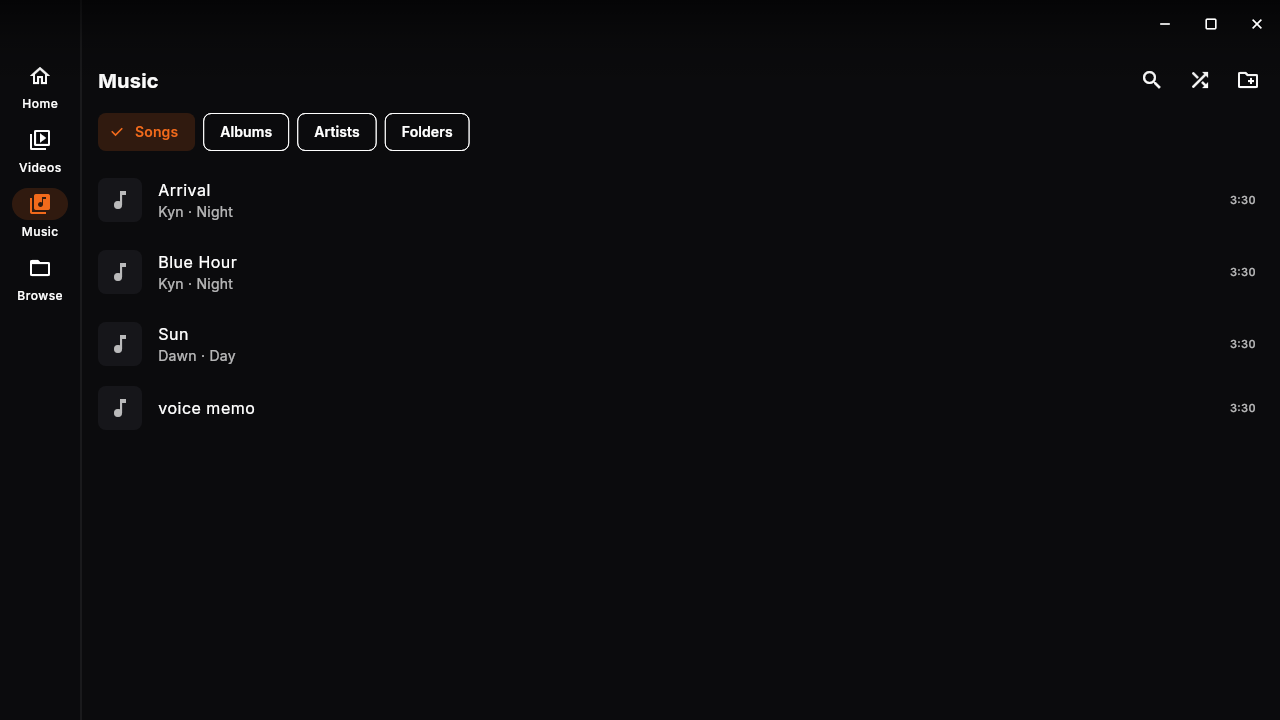 Music
Home
Videos
Music
Browse
Songs
Albums
Artists
Folders
Arrival
Kyn · Night
3:30
Blue Hour
Kyn · Night
3:30
Sun
Dawn · Day
3:30
voice memo
3:30